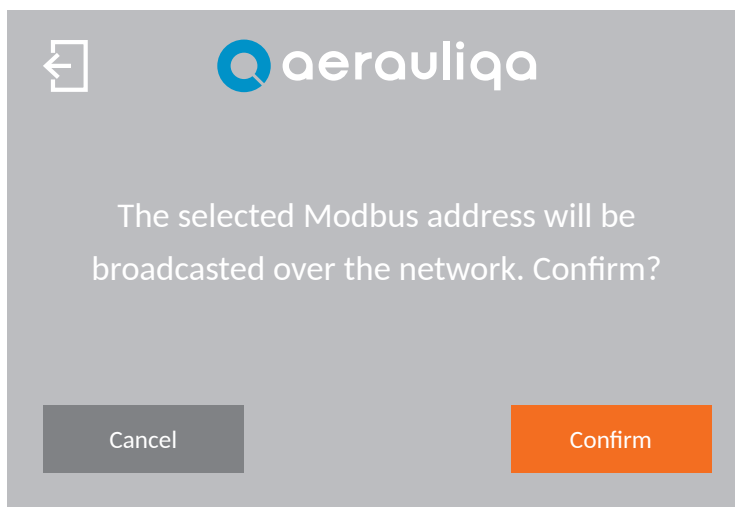 aerauliqa
The selected Modbus address will be
broadcasted over the network. Confirm?
Cancel
Confirm